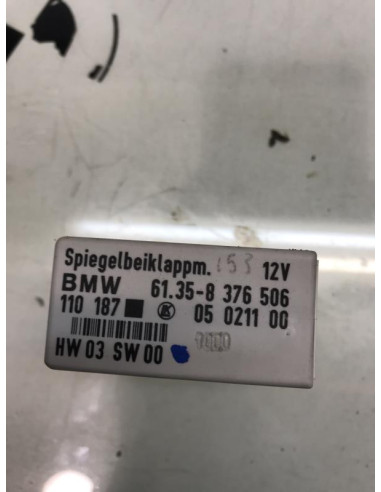 Spiegelbeiklappm. 153 12V
BMW 61.35-8 376 506
110 187 05 0211 00
HW 03 SW 00